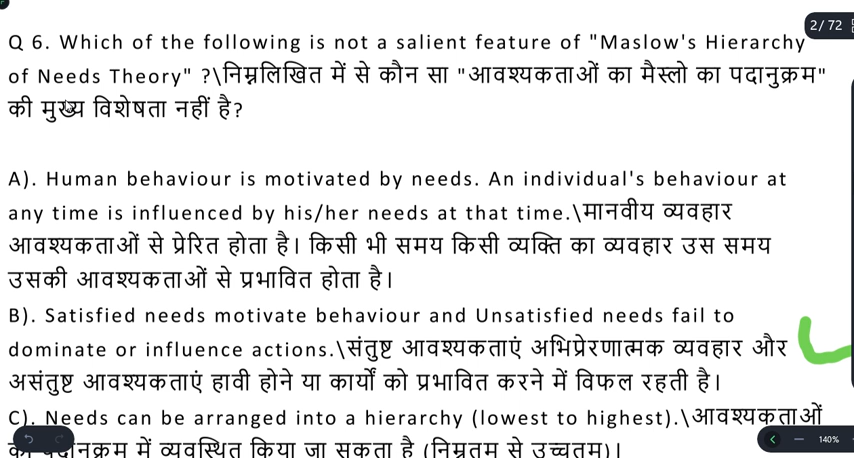 2/ 72
Q 6. Which of the following is not a salient feature of "Maslow's Hierarchy
of Needs Theory" ?\निम्नलिखित में से कौन सा "आवश्यकताओं का मैस्लो का पदानुक्रम"
की मुख्य विशेषता नहीं है?
A). Human behaviour is motivated by needs. An individual's behaviour at
any time is influenced by his/her needs at that time.\मानवीय व्यवहार
आवश्यकताओं से प्रेरित होता है। किसी भी समय किसी व्यक्ति का व्यवहार उस समय
उसकी आवश्यकताओं से प्रभावित होता है।
B). Satisfied needs motivate behaviour and Unsatisfied needs fail to
dominate or influence actions.\संतुष्ट आवश्यकताएं अभिप्रेरणात्मक व्यवहार और
असंतुष्ट आवश्यकताएं हावी होने या कार्यों को प्रभावित करने में विफल रहती है।
C). Needs can be arranged into a hierarchy (lowest to highest).\आवश्यकताओं
में व्यवस्थित किया जा सकता है (निम्नतम से उच्चतम)।
140%